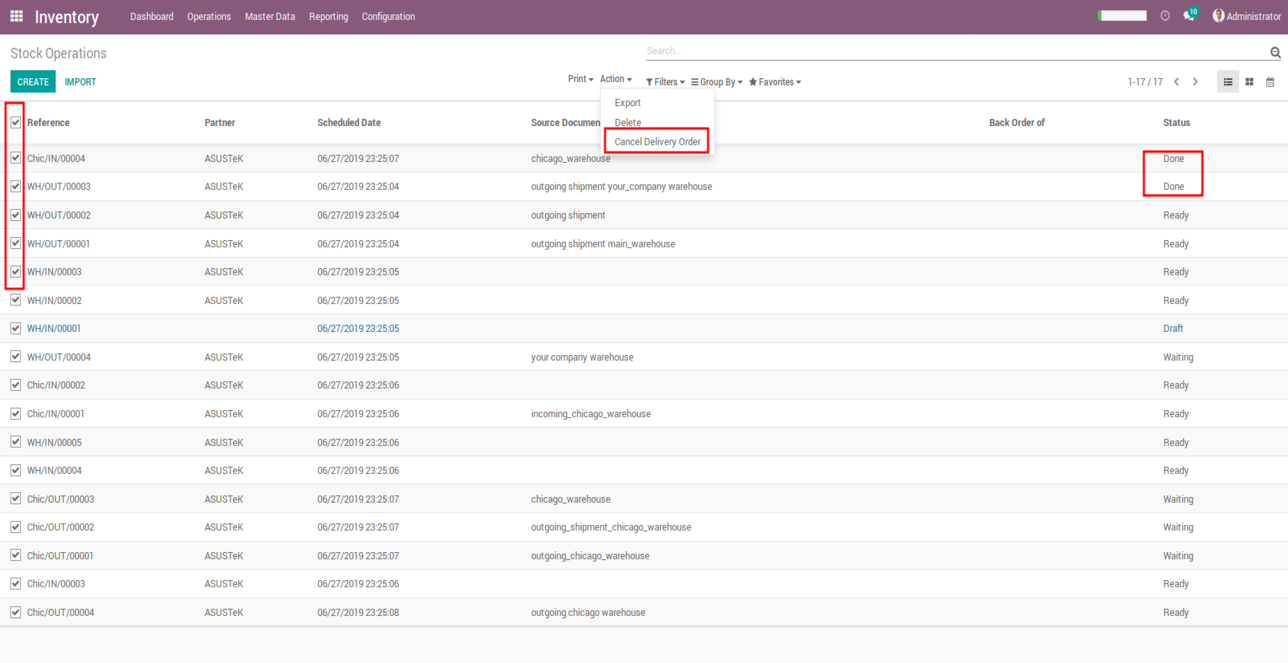 Inventory Dashboard Operations Master Data Reporting Configuration 10 Administrator
Stock Operations Search...
CREATE IMPORT Print Action Filters Group By Favorites 1-17 / 17
Export
Delete
Cancel Delivery Order
Reference Partner Scheduled Date Source Documen Back Order of Status
Chic/IN/00004 ASUSTeK 06/27/2019 23:25:07 chicago_warehouse Done
WH/OUT/00003 ASUSTeK 06/27/2019 23:25:04 outgoing shipment your_company warehouse Done
WH/OUT/00002 ASUSTeK 06/27/2019 23:25:04 outgoing shipment Ready
WH/OUT/00001 ASUSTeK 06/27/2019 23:25:04 outgoing shipment main_warehouse Ready
WH/IN/00003 ASUSTeK 06/27/2019 23:25:05 Ready
WH/IN/00002 ASUSTeK 06/27/2019 23:25:05 Ready
WH/IN/00001 06/27/2019 23:25:05 Draft
WH/OUT/00004 ASUSTeK 06/27/2019 23:25:05 your company warehouse Waiting
Chic/IN/00002 ASUSTeK 06/27/2019 23:25:06 Ready
Chic/IN/00001 ASUSTeK 06/27/2019 23:25:06 incoming_chicago_warehouse Ready
WH/IN/00005 ASUSTeK 06/27/2019 23:25:06 Ready
WH/IN/00004 ASUSTeK 06/27/2019 23:25:06 Ready
Chic/OUT/00003 ASUSTeK 06/27/2019 23:25:07 chicago_warehouse Waiting
Chic/OUT/00002 ASUSTeK 06/27/2019 23:25:07 outgoing_shipment_chicago_warehouse Waiting
Chic/OUT/00001 ASUSTeK 06/27/2019 23:25:07 outgoing_chicago_warehouse Waiting
Chic/IN/00003 ASUSTeK 06/27/2019 23:25:06 Ready
Chic/OUT/00004 ASUSTeK 06/27/2019 23:25:08 outgoing chicago warehouse Ready